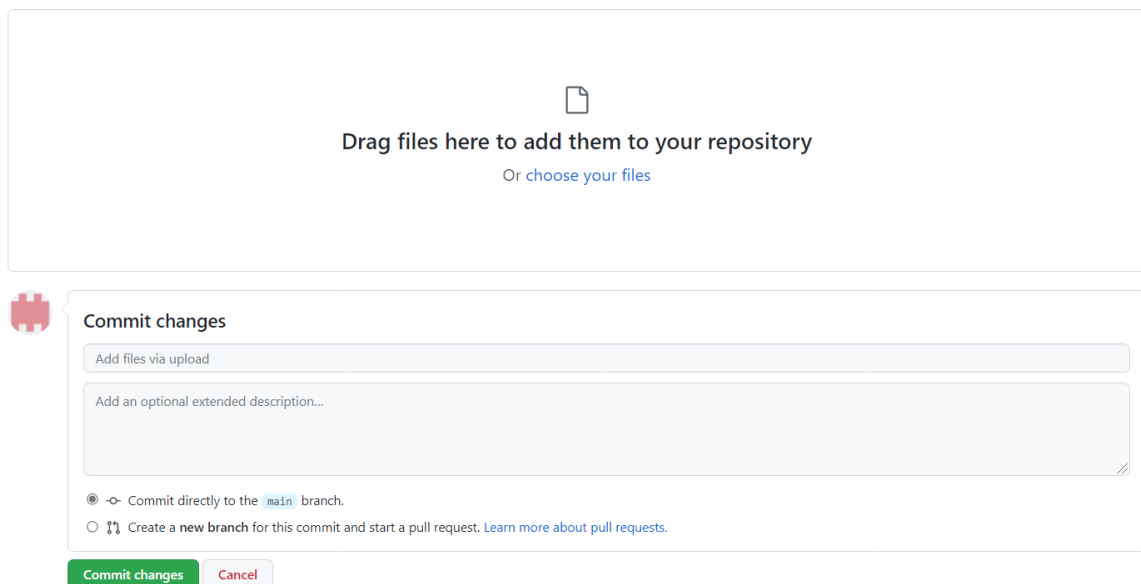 Drag files here to add them to your repository
Or choose your files
Commit changes
Add files via upload
Add an optional extended description...
Commit directly to the main branch.
Create a new branch for this commit and start a pull request. Learn more about pull requests.
Commit changes Cancel